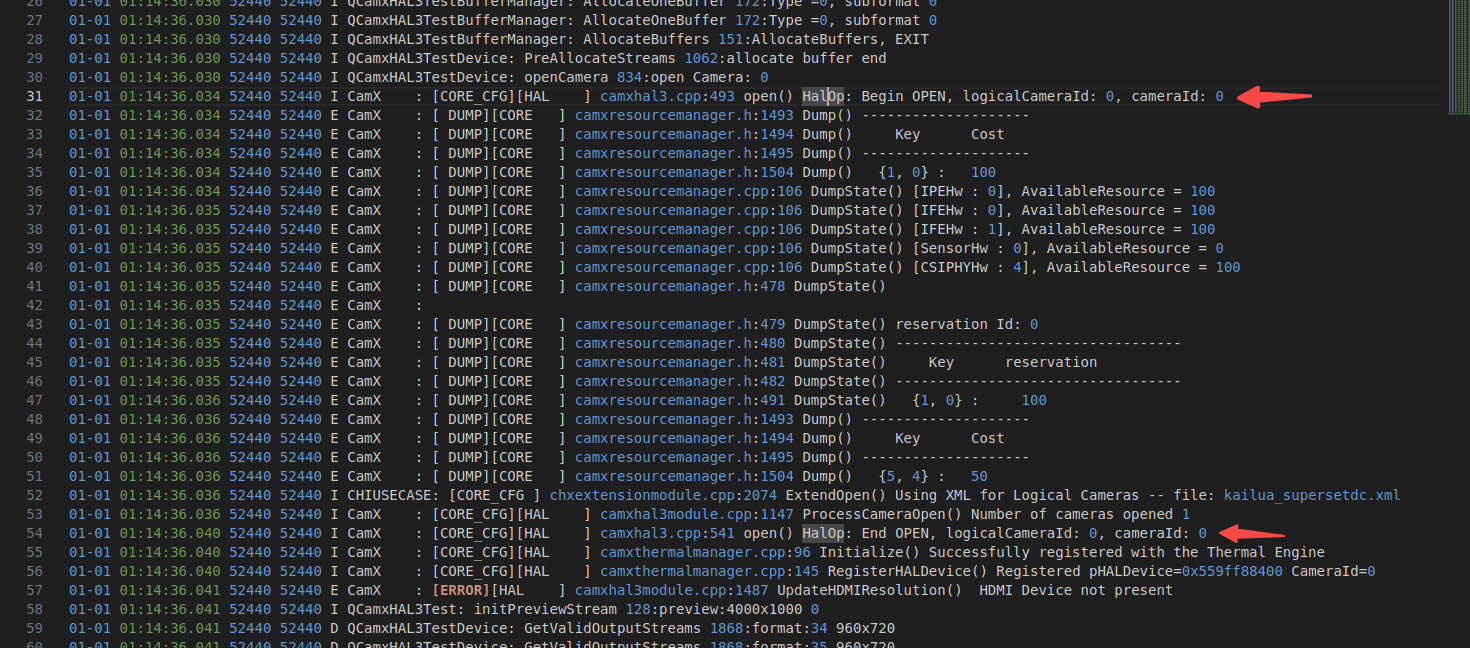 26 01-01 01:14:36.030 52440 52440 I QCamxHAL3TestBufferManager: AllocateOneBuffer 172:Type =0, subformat 0
27 01-01 01:14:36.030 52440 52440 I QCamxHAL3TestBufferManager: AllocateOneBuffer 172:Type =0, subformat 0
28 01-01 01:14:36.030 52440 52440 I QCamxHAL3TestBufferManager: AllocateBuffers 151:AllocateBuffers, EXIT
29 01-01 01:14:36.030 52440 52440 I QCamxHAL3TestDevice: PreAllocateStreams 1062:allocate buffer end
30 01-01 01:14:36.030 52440 52440 I QCamxHAL3TestDevice: openCamera 834:open Camera: 0
31 01-01 01:14:36.034 52440 52440 I CamX    : [CORE_CFG][HAL    ] camxhal3.cpp:493 open() HalOp: Begin OPEN, logicalCameraId: 0, cameraId: 0
32 01-01 01:14:36.034 52440 52440 E CamX    : [ DUMP][CORE   ] camxresourcemanager.h:1493 Dump() --------------------
33 01-01 01:14:36.034 52440 52440 E CamX    : [ DUMP][CORE   ] camxresourcemanager.h:1494 Dump()     Key      Cost
34 01-01 01:14:36.034 52440 52440 E CamX    : [ DUMP][CORE   ] camxresourcemanager.h:1495 Dump() --------------------
35 01-01 01:14:36.034 52440 52440 E CamX    : [ DUMP][CORE   ] camxresourcemanager.h:1504 Dump()   {1, 0} :   100
36 01-01 01:14:36.034 52440 52440 E CamX    : [ DUMP][CORE   ] camxresourcemanager.cpp:106 DumpState() [IPEHw : 0], AvailableResource = 100
37 01-01 01:14:36.035 52440 52440 E CamX    : [ DUMP][CORE   ] camxresourcemanager.cpp:106 DumpState() [IFEHw : 0], AvailableResource = 100
38 01-01 01:14:36.035 52440 52440 E CamX    : [ DUMP][CORE   ] camxresourcemanager.cpp:106 DumpState() [IFEHw : 1], AvailableResource = 100
39 01-01 01:14:36.035 52440 52440 E CamX    : [ DUMP][CORE   ] camxresourcemanager.cpp:106 DumpState() [SensorHw : 0], AvailableResource = 0
40 01-01 01:14:36.035 52440 52440 E CamX    : [ DUMP][CORE   ] camxresourcemanager.cpp:106 DumpState() [CSIPHYHw : 4], AvailableResource = 100
41 01-01 01:14:36.035 52440 52440 E CamX    : [ DUMP][CORE   ] camxresourcemanager.h:478 DumpState()
42 01-01 01:14:36.035 52440 52440 E CamX    :
43 01-01 01:14:36.035 52440 52440 E CamX    : [ DUMP][CORE   ] camxresourcemanager.h:479 DumpState() reservation Id: 0
44 01-01 01:14:36.035 52440 52440 E CamX    : [ DUMP][CORE   ] camxresourcemanager.h:480 DumpState() ----------------------------------
45 01-01 01:14:36.035 52440 52440 E CamX    : [ DUMP][CORE   ] camxresourcemanager.h:481 DumpState()     Key      reservation
46 01-01 01:14:36.035 52440 52440 E CamX    : [ DUMP][CORE   ] camxresourcemanager.h:482 DumpState() ----------------------------------
47 01-01 01:14:36.036 52440 52440 E CamX    : [ DUMP][CORE   ] camxresourcemanager.h:491 DumpState()   {1, 0} :     100
48 01-01 01:14:36.036 52440 52440 E CamX    : [ DUMP][CORE   ] camxresourcemanager.h:1493 Dump() --------------------
49 01-01 01:14:36.036 52440 52440 E CamX    : [ DUMP][CORE   ] camxresourcemanager.h:1494 Dump()     Key      Cost
50 01-01 01:14:36.036 52440 52440 E CamX    : [ DUMP][CORE   ] camxresourcemanager.h:1495 Dump() --------------------
51 01-01 01:14:36.036 52440 52440 E CamX    : [ DUMP][CORE   ] camxresourcemanager.h:1504 Dump()   {5, 4} :   50
52 01-01 01:14:36.036 52440 52440 I CHIUSECASE: [CORE_CFG ] chxextensionmodule.cpp:2074 ExtendOpen() Using XML for Logical Cameras -- file: kailua_supersetdc.xml
53 01-01 01:14:36.036 52440 52440 I CamX    : [CORE_CFG][HAL    ] camxhal3module.cpp:1147 ProcessCameraOpen() Number of cameras opened 1
54 01-01 01:14:36.040 52440 52440 I CamX    : [CORE_CFG][HAL    ] camxhal3.cpp:541 open() HalOp: End OPEN, logicalCameraId: 0, cameraId: 0
55 01-01 01:14:36.040 52440 52440 I CamX    : [CORE_CFG][HAL    ] camxthermalmanager.cpp:96 Initialize() Successfully registered with the Thermal Engine
56 01-01 01:14:36.040 52440 52440 I CamX    : [CORE_CFG][HAL    ] camxthermalmanager.cpp:145 RegisterHALDevice() Registered pHALDevice=0x559ff88400 CameraId=0
57 01-01 01:14:36.041 52440 52440 E CamX    : [ERROR][HAL    ] camxhal3module.cpp:1487 UpdateHDMIResolution()  HDMI Device not present
58 01-01 01:14:36.041 52440 52440 I QCamxHAL3Test: initPreviewStream 128:preview:4000x1000 0
59 01-01 01:14:36.041 52440 52440 D QCamxHAL3TestDevice: GetValidOutputStreams 1868:format:34 960x720
60 01-01 01:14:36.041 52440 52440 D QCamxHAL3TestDevice: GetValidOutputStreams 1868:format:35 960x720